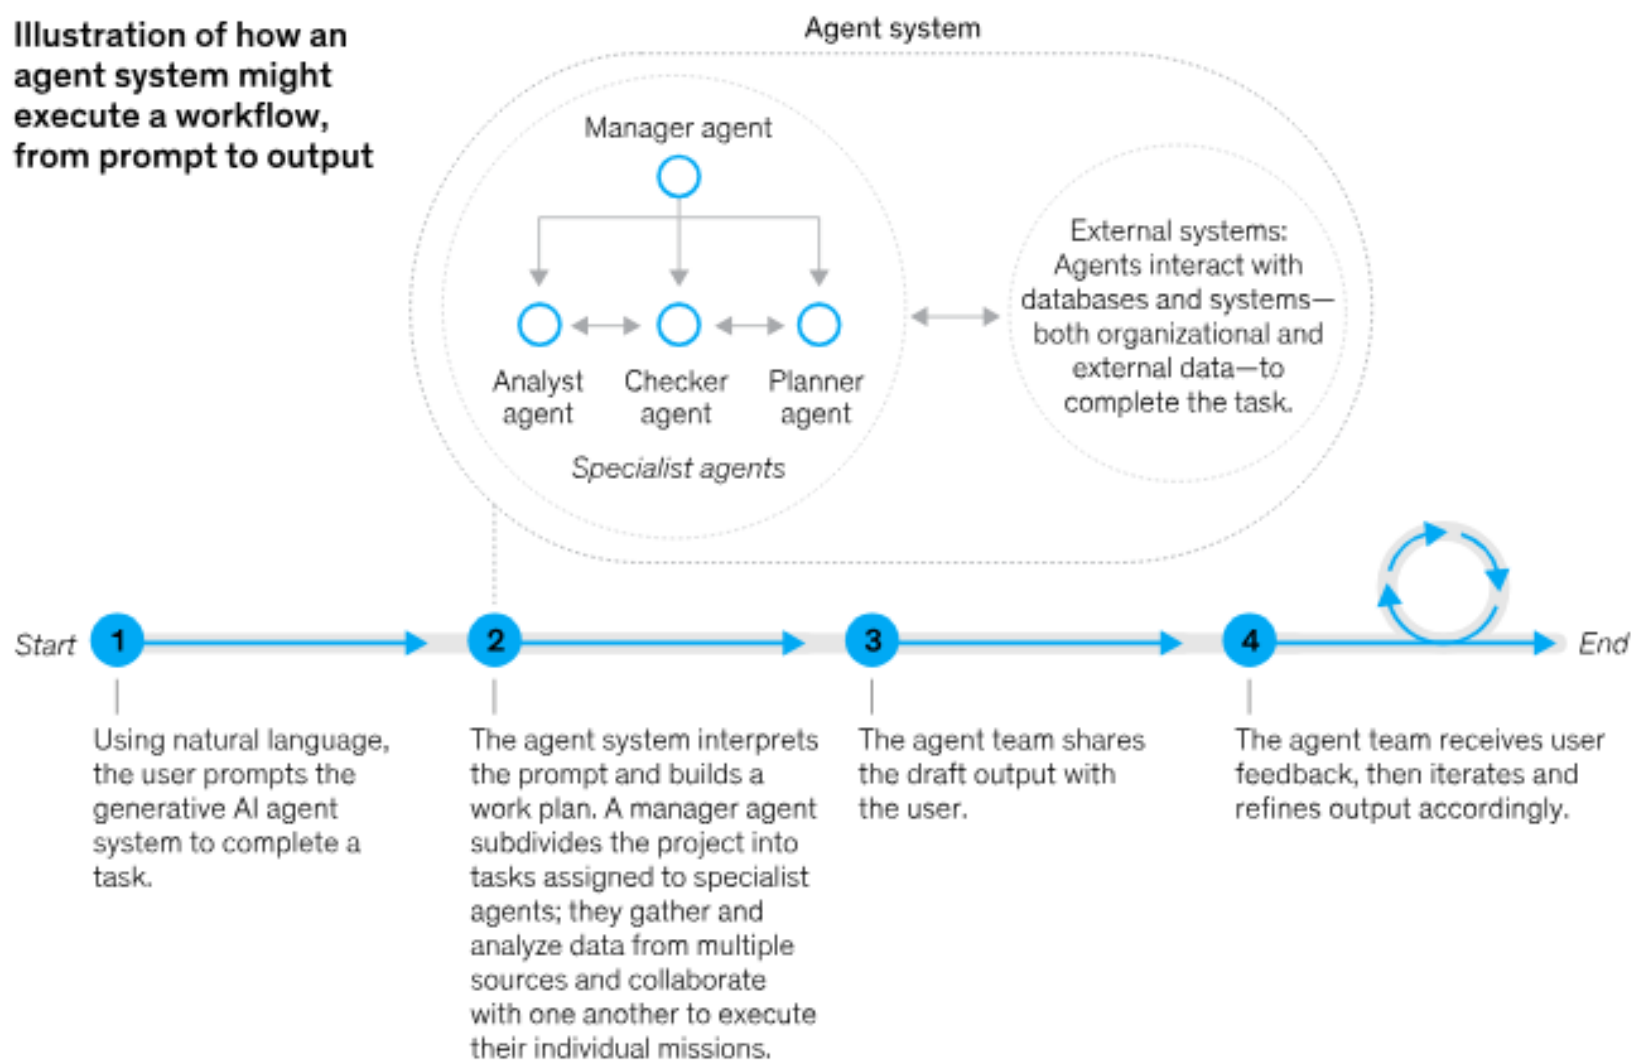 Illustration of how an
agent system might
execute a workflow,
from prompt to output
Agent system
Manager agent
Analyst
agent
Checker
agent
Planner
agent
Specialist agents
External systems:
Agents interact with
databases and systems—
both organizational and
external data—to
complete the task.
Start
1
2
3
4
End
Using natural language,
the user prompts the
generative AI agent
system to complete a
task.
The agent system interprets
the prompt and builds a
work plan. A manager agent
subdivides the project into
tasks assigned to specialist
agents; they gather and
analyze data from multiple
sources and collaborate
with one another to execute
their individual missions.
The agent team shares
the draft output with
the user.
The agent team receives user
feedback, then iterates and
refines output accordingly.